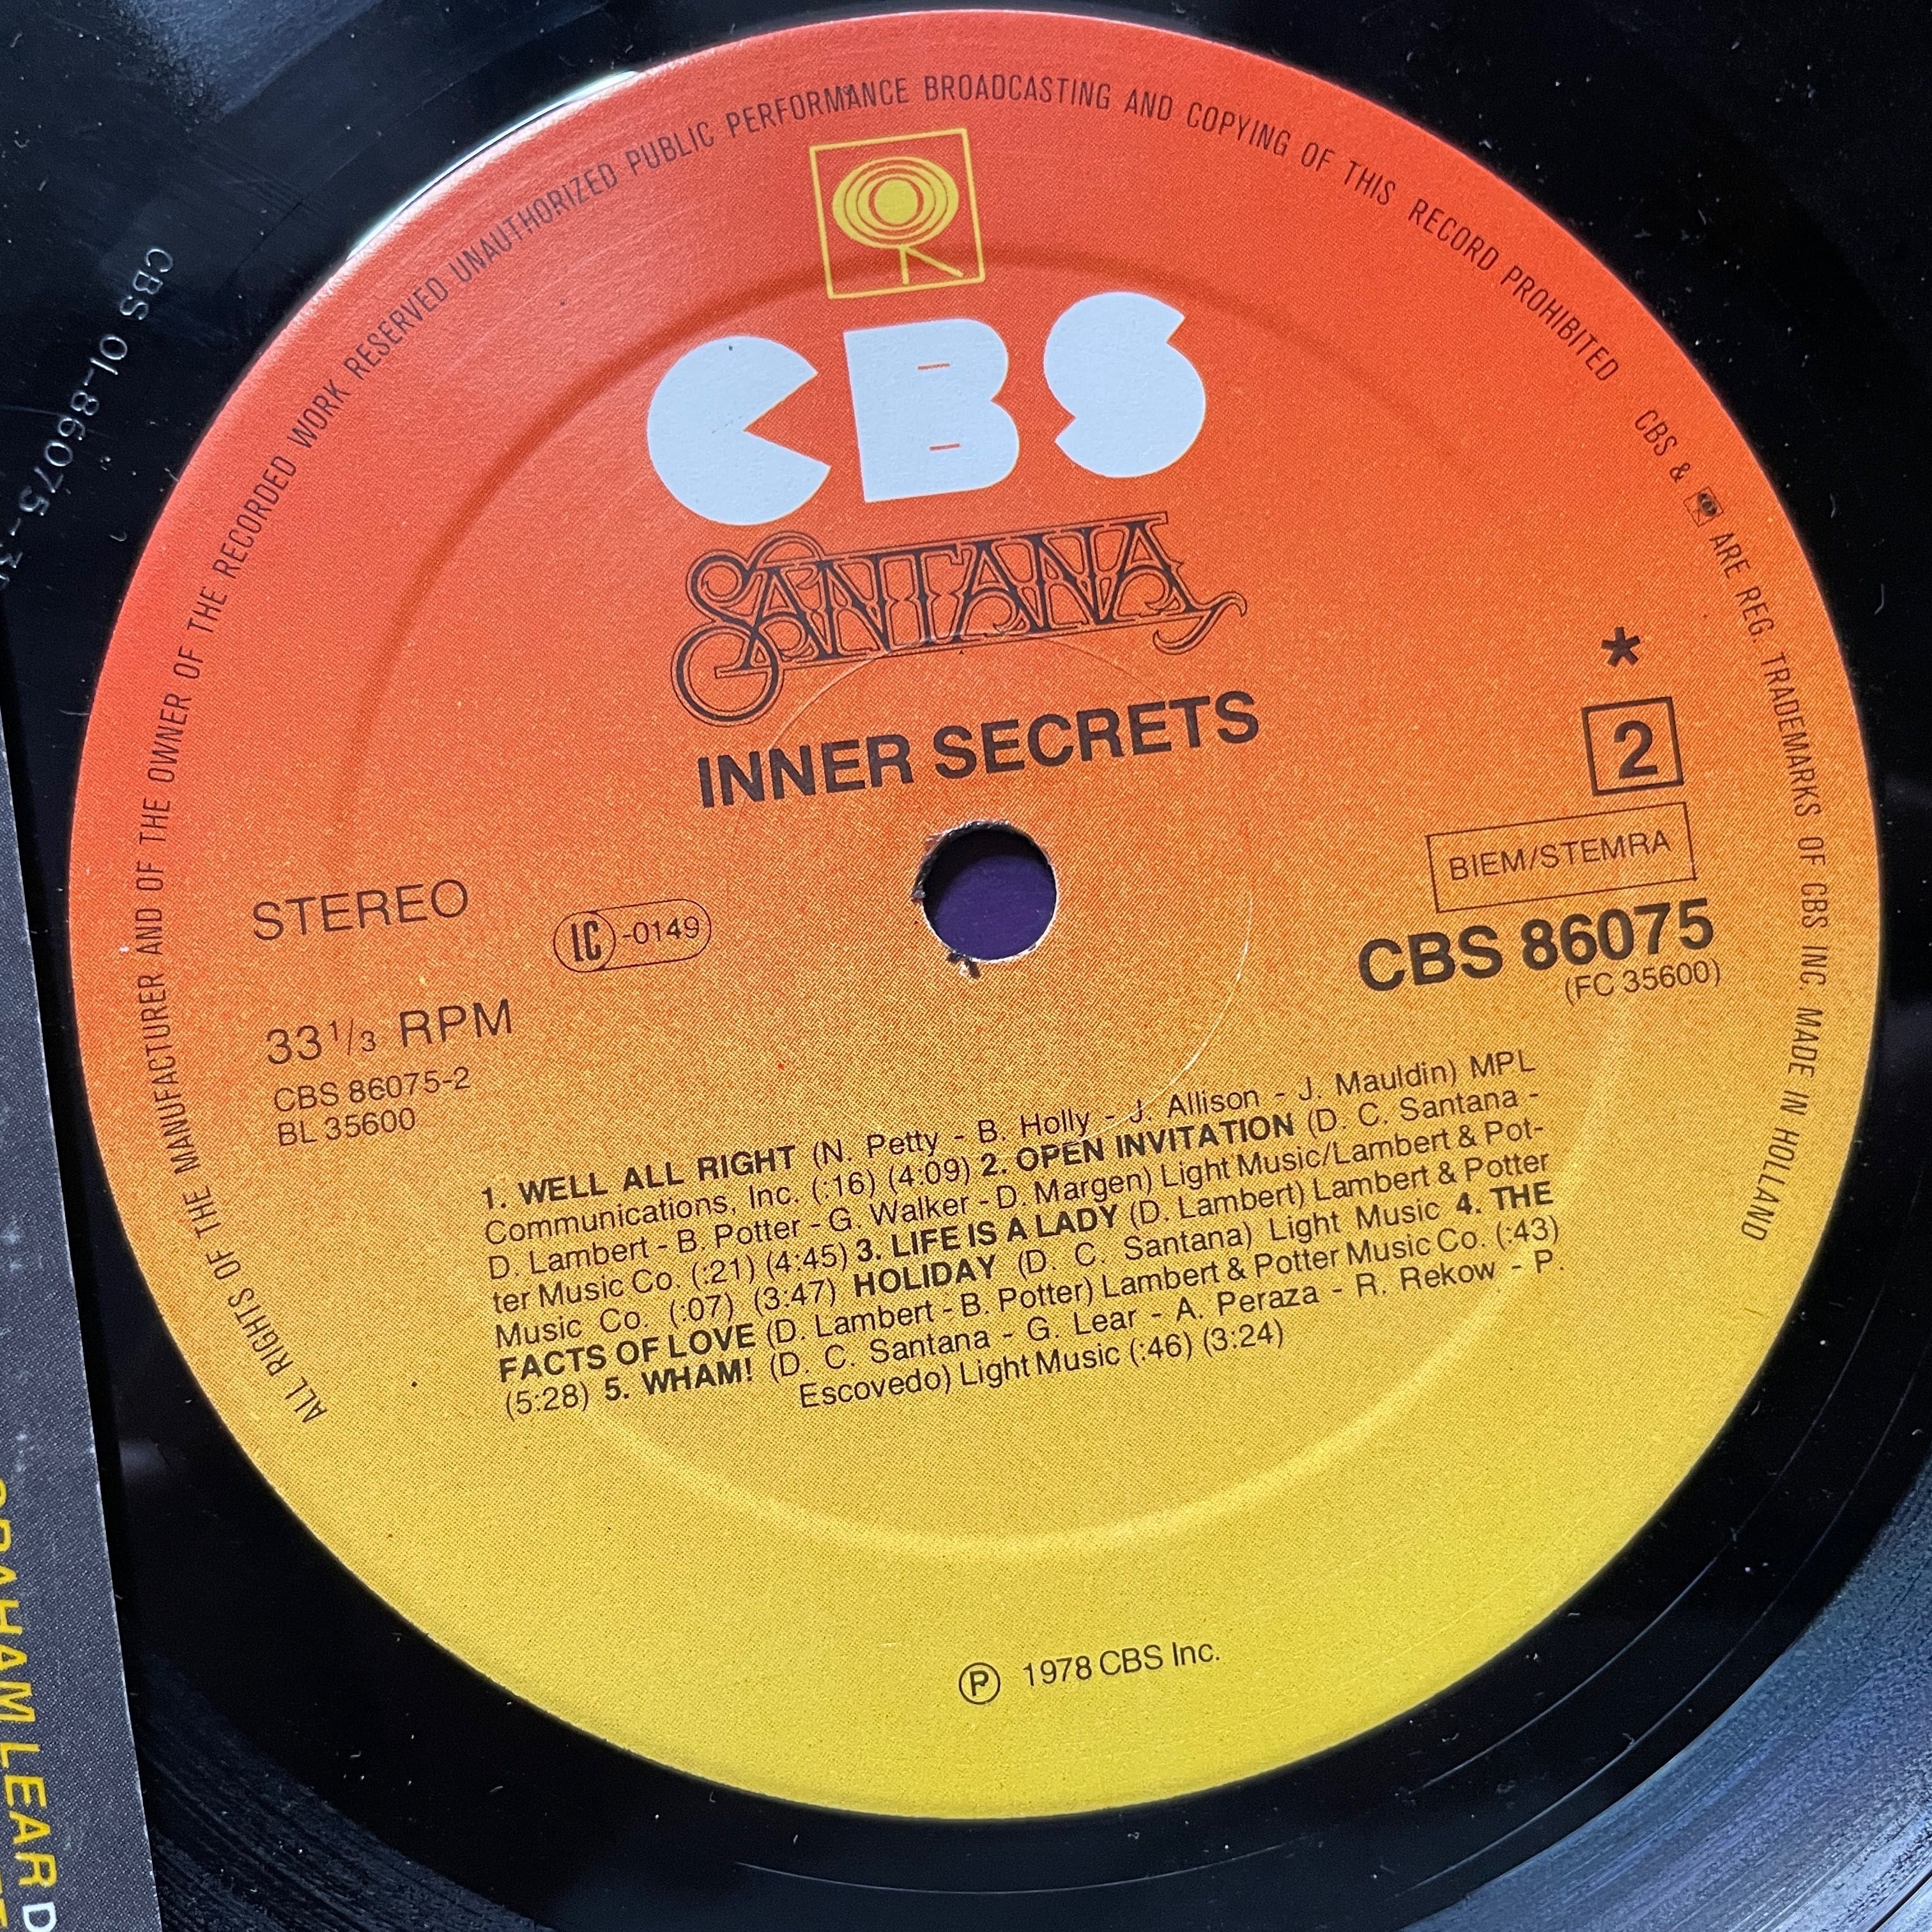 ALL RIGHTS OF THE MANUFACTURER AND OF THE OWNER OF THE RECORDED WORK RESERVED UNAUTHORIZED PUBLIC PERFORMANCE BROADCASTING AND COPYING OF THIS RECORD PROHIBITED CBS & ARE REG. TRADEMARKS OF CBS INC. MADE IN HOLLAND
CBS
SANTANA
INNER SECRETS
*
2
BIEM/STEMRA
CBS 86075
(FC 35600)
STEREO
LC-0149
33 1/3 RPM
CBS 86075-2
BL 35600
1. WELL ALL RIGHT (N. Petty - B. Holly - J. Allison - J. Mauldin) MPL
Communications, Inc. (:16) (4:09) 2. OPEN INVITATION (D. C. Santana -
D. Lambert - B. Potter - G. Walker - D. Margen) Light Music/Lambert & Pot-
ter Music Co. (:21) (4:45) 3. LIFE IS A LADY (D. Lambert) Lambert & Potter
Music Co. (:07) (3:47) HOLIDAY (D. C. Santana) Light Music 4. THE
FACTS OF LOVE (D. Lambert - B. Potter) Lambert & Potter Music Co. (:43)
(5:28) 5. WHAM! (D. C. Santana - G. Lear - A. Peraza - R. Rekow - P.
Escovedo) Light Music (:46) (3:24)
Ⓟ 1978 CBS Inc.
CBS 01-86075-
GRAHAM LEAR D